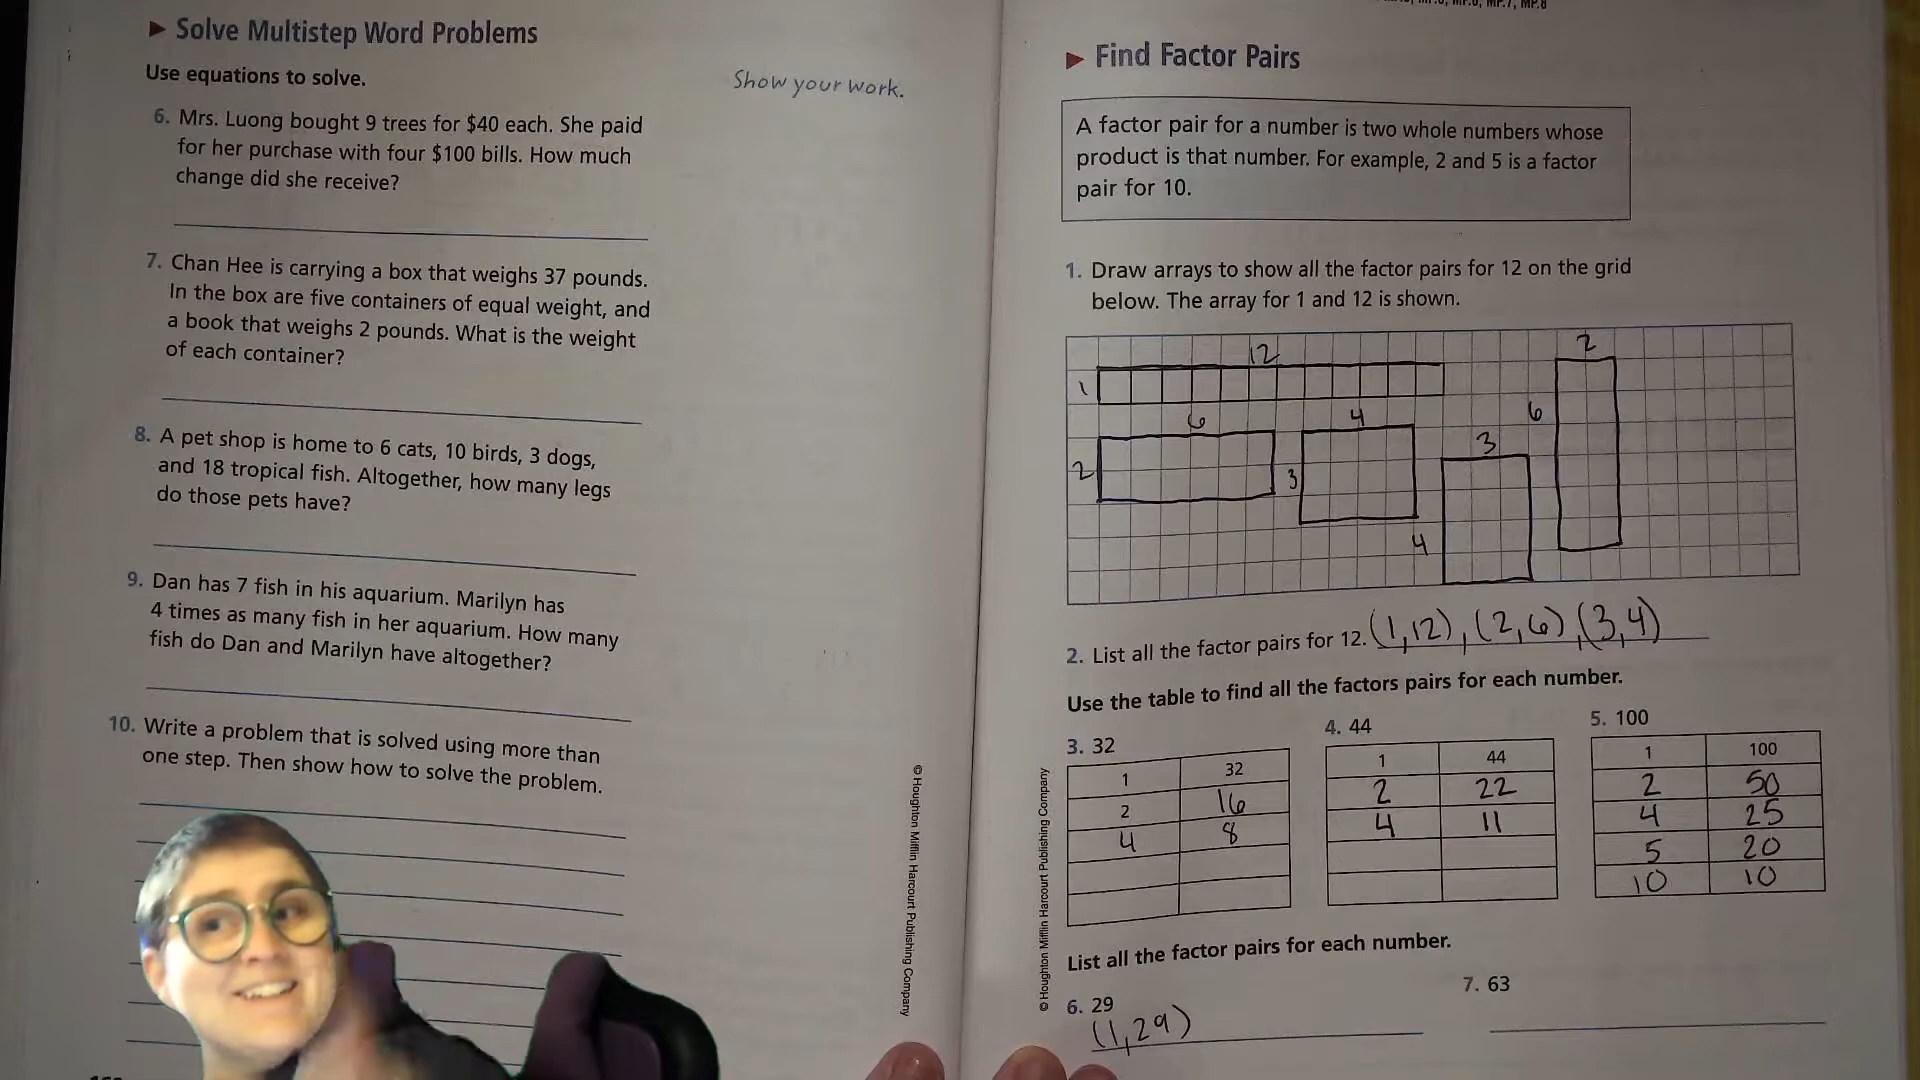 ▶ Solve Multistep Word Problems
Use equations to solve.
Show your work.
6. Mrs. Luong bought 9 trees for $40 each. She paid
for her purchase with four $100 bills. How much
change did she receive?
7. Chan Hee is carrying a box that weighs 37 pounds.
In the box are five containers of equal weight, and
a book that weighs 2 pounds. What is the weight
of each container?
8. A pet shop is home to 6 cats, 10 birds, 3 dogs,
and 18 tropical fish. Altogether, how many legs
do those pets have?
9. Dan has 7 fish in his aquarium. Marilyn has
4 times as many fish in her aquarium. How many
fish do Dan and Marilyn have altogether?
10. Write a problem that is solved using more than
one step. Then show how to solve the problem.
© Houghton Mifflin Harcourt Publishing Company
MP.7, MP.8
▶ Find Factor Pairs
A factor pair for a number is two whole numbers whose
product is that number. For example, 2 and 5 is a factor
pair for 10.
1. Draw arrays to show all the factor pairs for 12 on the grid
below. The array for 1 and 12 is shown.
12
2
1
6
4
6
3
2
3
4
2. List all the factor pairs for 12. (1,12), (2,6), (3,4)
Use the table to find all the factors pairs for each number.
3. 32
1 32
2 16
4 8
4. 44
1 44
2 22
4 11
5. 100
1 100
2 50
4 25
5 20
10 10
List all the factor pairs for each number.
6. 29
(1,29)
7. 63
© Houghton Mifflin Harcourt Publishing Company